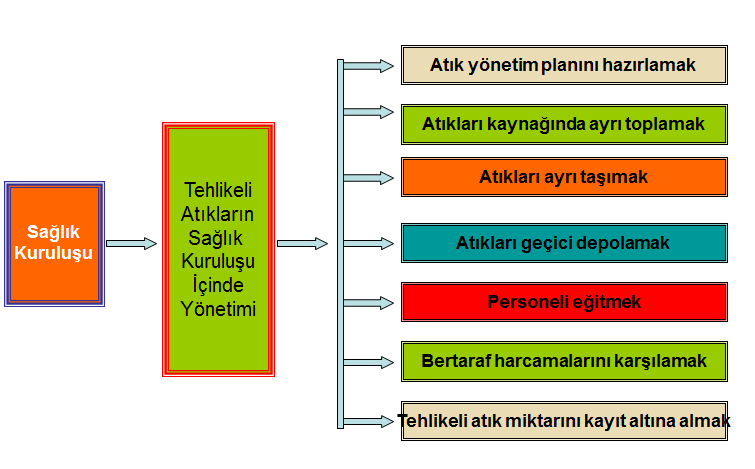 Sağlık
Kuruluşu
Tehlikeli
Atıkların
Sağlık
Kuruluşu
İçinde
Yönetimi
Atık yönetim planını hazırlamak
Atıkları kaynağında ayrı toplamak
Atıkları ayrı taşımak
Atıkları geçici depolamak
Personeli eğitmek
Bertaraf harcamalarını karşılamak
Tehlikeli atık miktarını kayıt altına almak